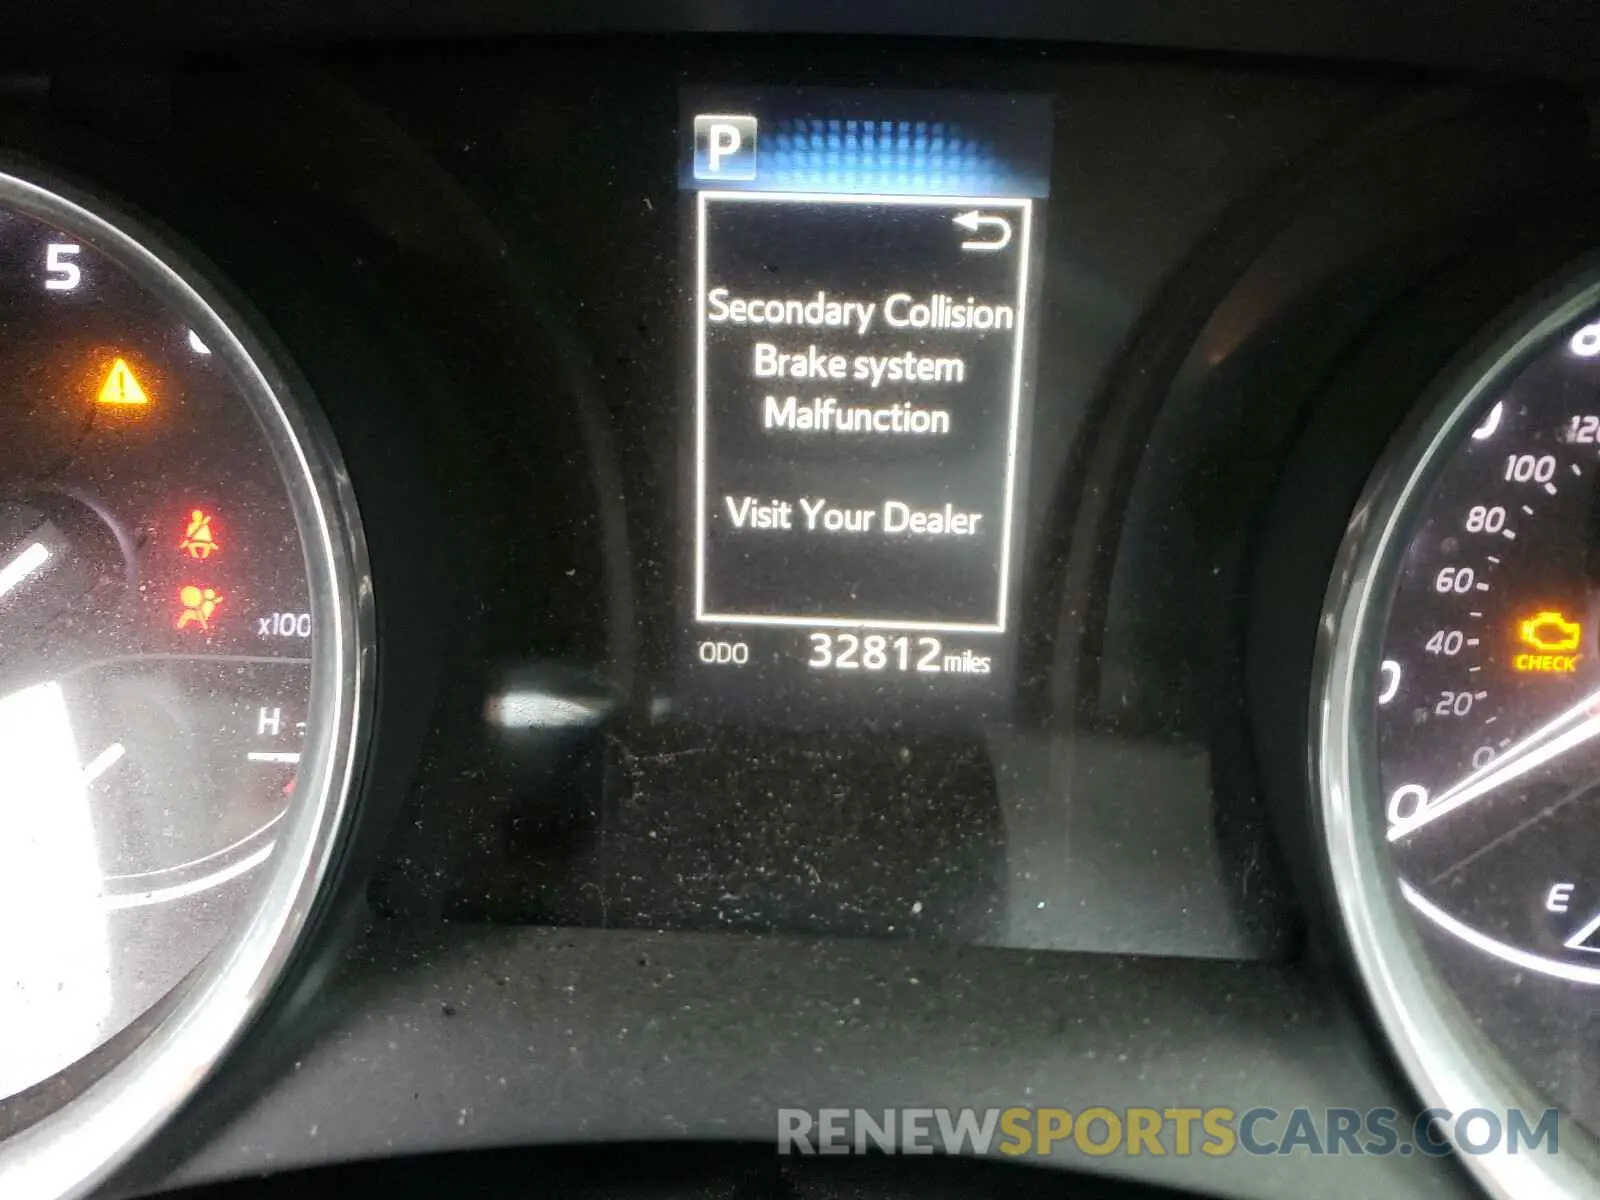 P
5
Secondary Collision
Brake system
Malfunction
Visit Your Dealer
x100
ODO 32812 miles
H
100
80
60
40
20
0
0
CHECK
E
RENEWSPORTSCARS.COM